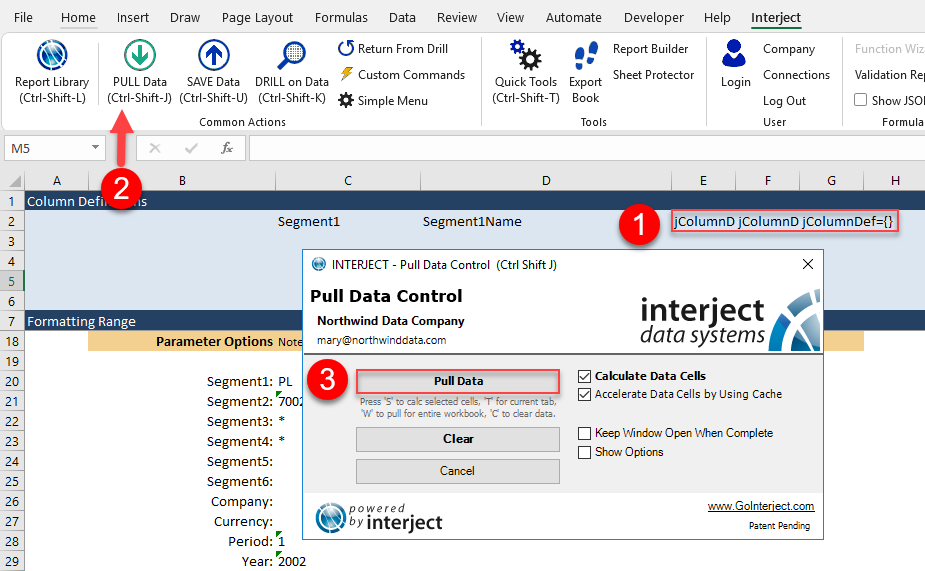 File Home Insert Draw Page Layout Formulas Data Review View Automate Developer Help Interject
Report Library (Ctrl-Shift-L)
PULL Data (Ctrl-Shift-J)
SAVE Data (Ctrl-Shift-U)
DRILL on Data (Ctrl-Shift-K)
Return From Drill
Custom Commands
Simple Menu
Common Actions
Quick Tools (Ctrl-Shift-T)
Export Book
Report Builder
Sheet Protector
Tools
Login
Company
Connections
Log Out
User
Function Wiz
Validation Rep
Show JSO
Formula
M5 fx
2
A B C D E F G H
1 Column Def ns
2 Segment1 Segment1Name 1 jColumnD jColumnD jColumnDef={}
3
4
5
6
7 Formatting Range
18 Parameter Options Note
19
20 Segment1: PL
21 Segment2: 7002
22 Segment3: *
23 Segment4: *
24 Segment5:
25 Segment6:
26 Company:
27 Currency:
28 Period: 1
29 Year: 2002
INTERJECT - Pull Data Control (Ctrl Shift J)
Pull Data Control
Northwind Data Company
mary@northwinddata.com
interject
data systems
3 Pull Data
Press 'S' to calc selected cells, 'T' for current tab,
'W' to pull for entire workbook, 'C' to clear data.
Clear
Cancel
Calculate Data Cells
Accelerate Data Cells by Using Cache
Keep Window Open When Complete
Show Options
powered
by interject
www.GoInterject.com
Patent Pending